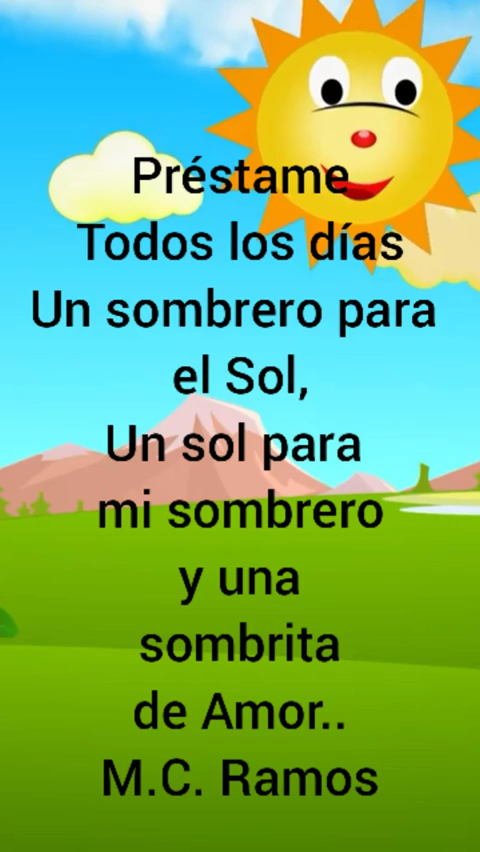 Préstame
Todos los días
Un sombrero para
el Sol,
Un sol para
mi sombrero
y una
sombrita
de Amor..
M.C. Ramos